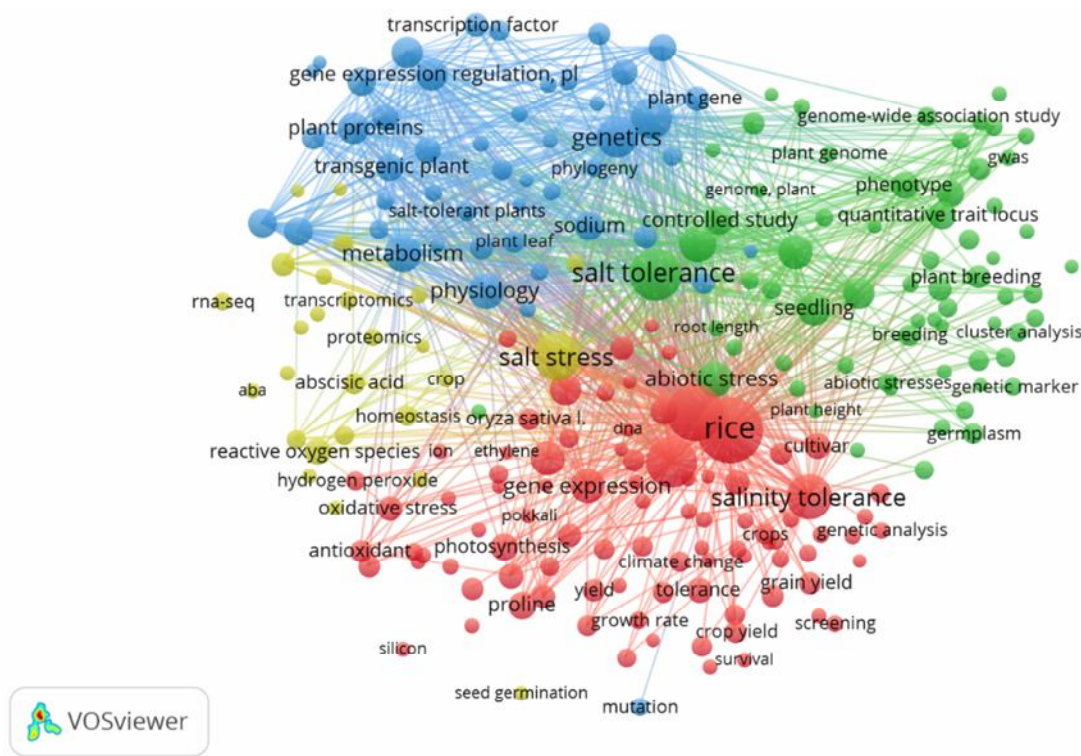 transcription factor
gene expression regulation, pl
plant gene
genome-wide association study
plant proteins
genetics
plant genome
gwas
transgenic plant
phylogeny
phenotype
genome, plant
salt-tolerant plants
sodium
controlled study
quantitative trait locus
plant leaf
metabolism
salt tolerance
plant breeding
physiology
rna-seq
transcriptomics
seedling
root length
breeding
cluster analysis
proteomics
salt stress
aba
abscisic acid
crop
abiotic stress
abiotic stresses
genetic marker
homeostasis
oryza sativa l.
dna
rice
plant height
germplasm
reactive oxygen species
ion
ethylene
cultivar
hydrogen peroxide
gene expression
salinity tolerance
oxidative stress
pokkali
crops
genetic analysis
antioxidant
photosynthesis
climate change
proline
yield
tolerance
grain yield
growth rate
crop yield
screening
silicon
survival
seed germination
mutation
VOSviewer